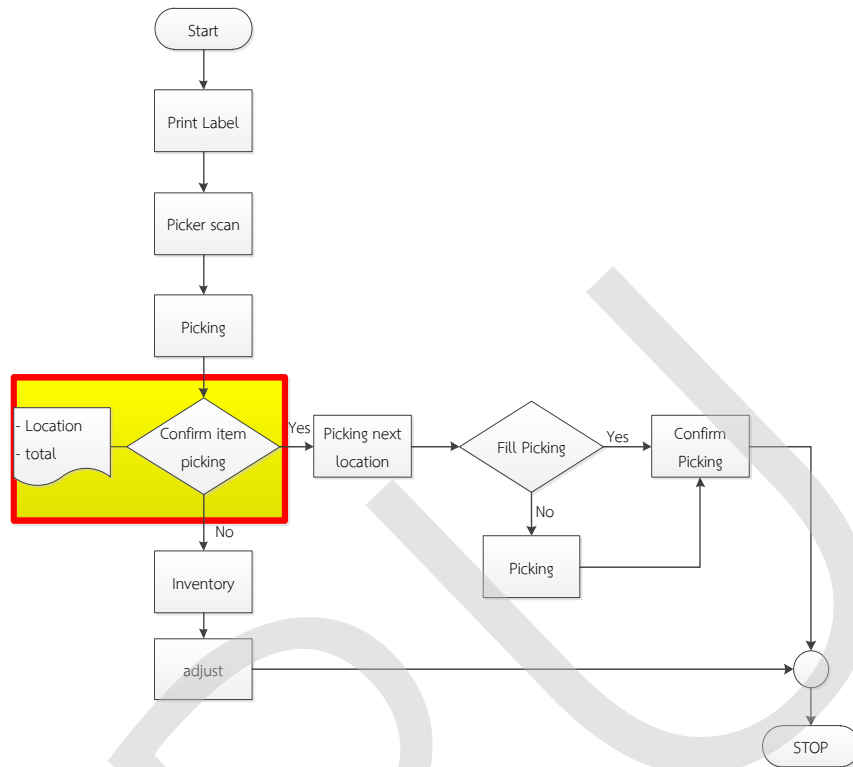 Start
Print Label
Picker scan
Picking
- Location
- total
Confirm item
picking
Yes
Picking next
location
Fill Picking
Yes
Confirm
Picking
No
No
Picking
Inventory
adjust
STOP